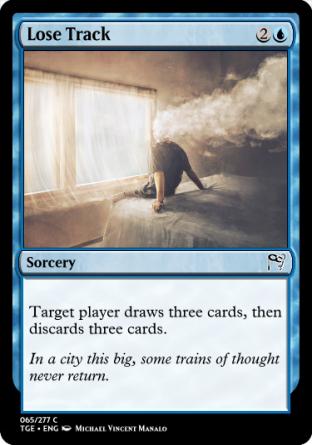 Lose Track 2
Sorcery
Target player draws three cards, then
discards three cards.
In a city this big, some trains of thought
never return.
065/277 C
TGE • ENG MICHAEL VINCENT MANALO